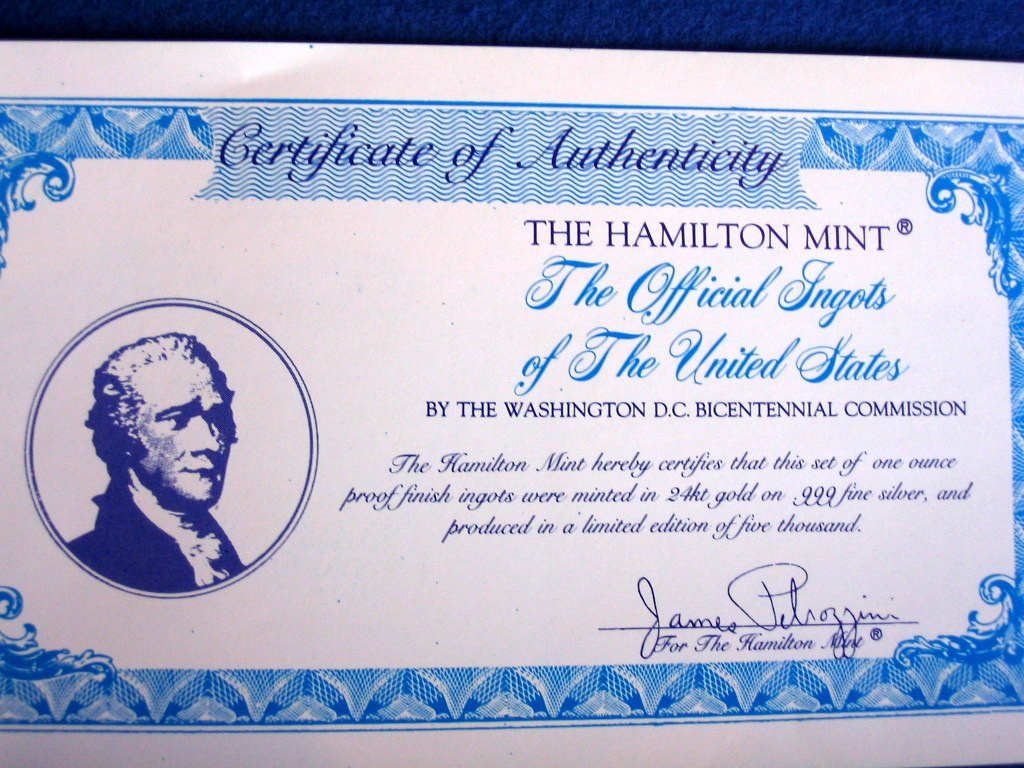 Certificate of Authenticity
THE HAMILTON MINT®
The Official Ingots
of The United States
BY THE WASHINGTON D.C. BICENTENNIAL COMMISSION
The Hamilton Mint hereby certifies that this set of one ounce
proof finish ingots were minted in 24kt gold on .999 fine silver, and
produced in a limited edition of five thousand.
James Petrozzini
For The Hamilton Mint ®